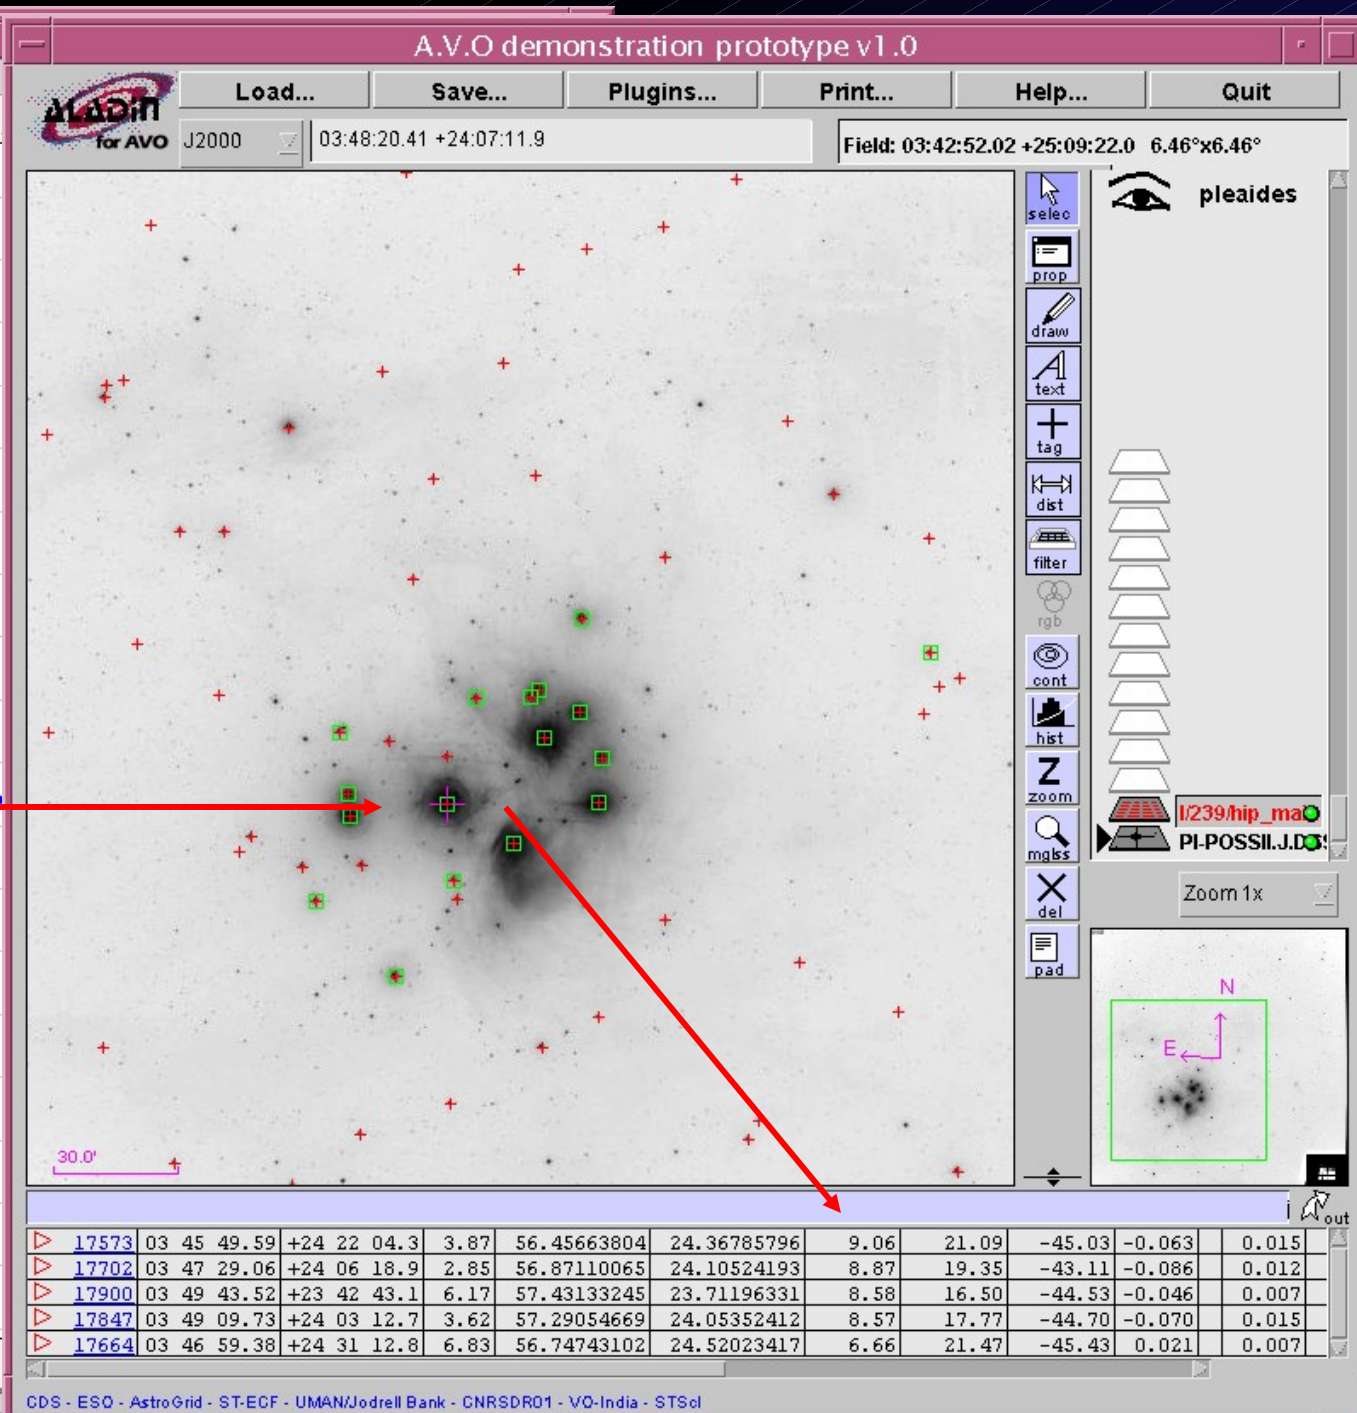 A.V.O demonstration prototype v1.0
ALADIN for AVO
Load... Save... Plugins... Print... Help... Quit
J2000 03:48:20.41 +24:07:11.9 Field: 03:42:52.02 +25:09:22.0 6.46°x6.46°
pleaides
selec
prop
draw
text
tag
dist
filter
rgb
cont
hist
Z
zoom
I/239/hip_mai
PI-POSSII.J.DSS
mglss
Zoom 1x
del
pad
N
E
30.0'
i
out
17573 03 45 49.59 +24 22 04.3 3.87 56.45663804 24.36785796 9.06 21.09 -45.03 -0.063 0.015
17702 03 47 29.06 +24 06 18.9 2.85 56.87110065 24.10524193 8.87 19.35 -43.11 -0.086 0.012
17900 03 49 43.52 +23 42 43.1 6.17 57.43133245 23.71196331 8.58 16.50 -44.53 -0.046 0.007
17847 03 49 09.73 +24 03 12.7 3.62 57.29054669 24.05352412 8.57 17.77 -44.70 -0.070 0.015
17664 03 46 59.38 +24 31 12.8 6.83 56.74743102 24.52023417 6.66 21.47 -45.43 0.021 0.007
CDS - ESO - AstroGrid - ST-ECF - UMAN/Jodrell Bank - CNRSDR01 - VO-India - STScI